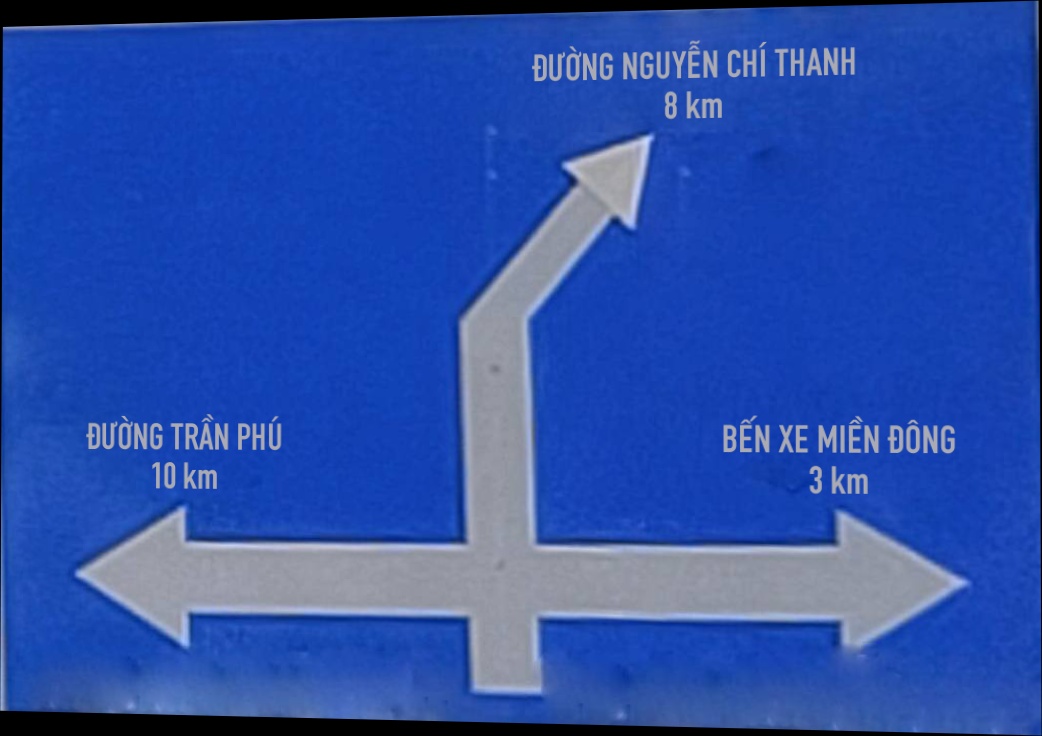 ĐƯỜNG NGUYỄN CHÍ THANH
8 km
ĐƯỜNG TRẦN PHÚ
10 km
BẾN XE MIỀN ĐÔNG
3 km